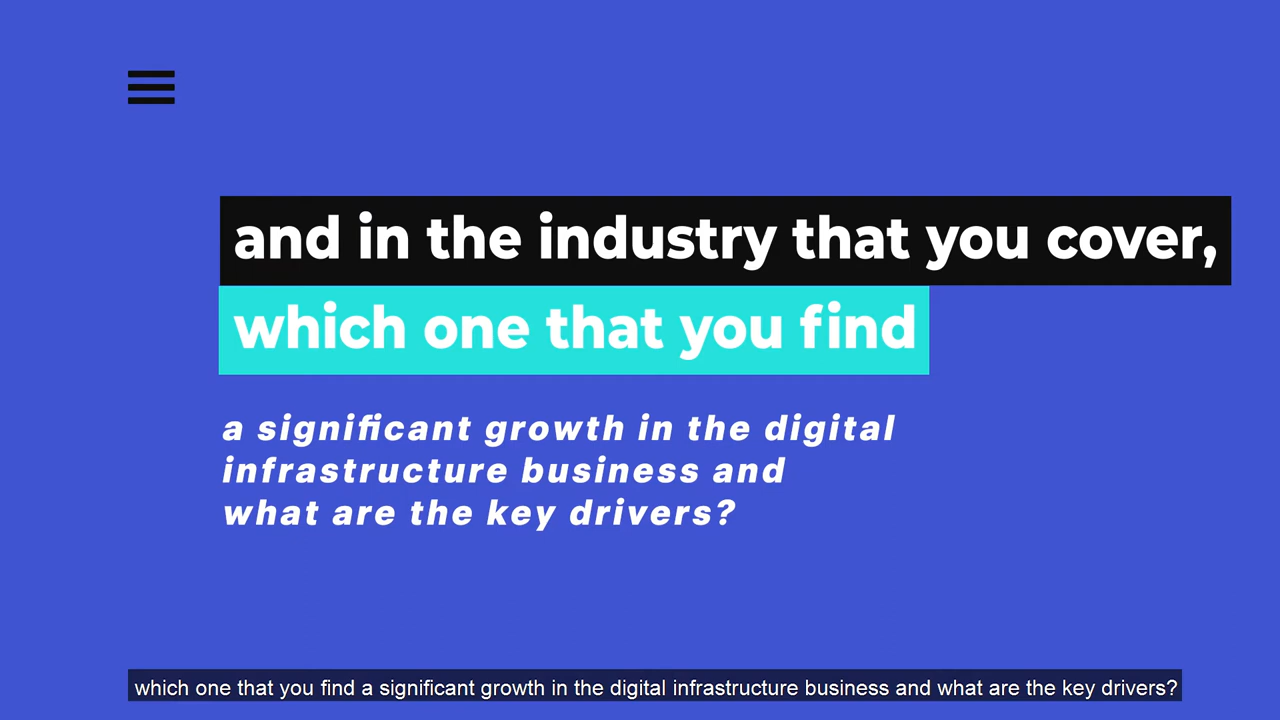 and in the industry that you cover,
which one that you find
a significant growth in the digital
infrastructure business and
what are the key drivers?
which one that you find a significant growth in the digital infrastructure business and what are the key drivers?